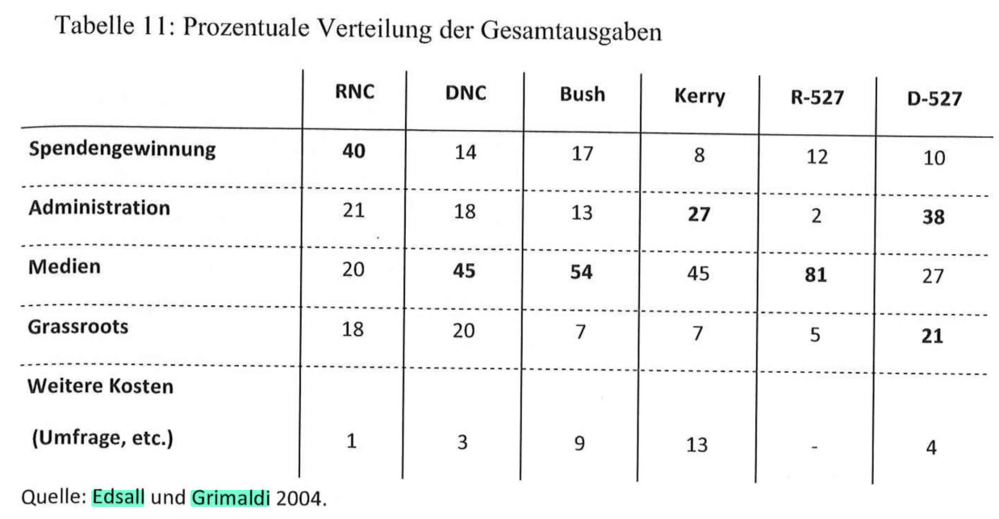 Tabelle 11: Prozentuale Verteilung der Gesamtausgaben
RNC DNC Bush Kerry R-527 D-527
Spendengewinnung 40 14 17 8 12 10
Administration 21 18 13 27 2 38
Medien 20 45 54 45 81 27
Grassroots 18 20 7 7 5 21
Weitere Kosten
(Umfrage, etc.) 1 3 9 13 - 4
Quelle: Edsall und Grimaldi 2004.